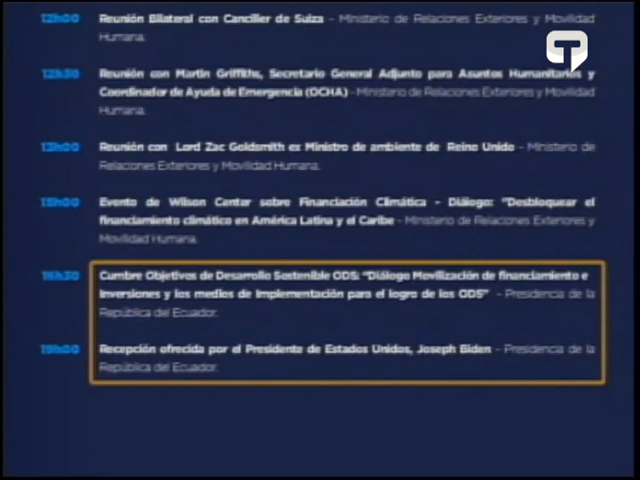 12h00 Reunión Bilateral con Canciller de Suiza - Ministerio de Relaciones Exteriores y Movilidad
Humana.
12h30 Reunión con Martin Griffiths, Secretario General Adjunto para Asuntos Humanitarios y
Coordinador de Ayuda de Emergencia (OCHA) - Ministerio de Relaciones Exteriores y Movilidad
Humana.
13h00 Reunión con Lord Zac Goldsmith ex Ministro de ambiente de Reino Unido - Ministerio de
Relaciones Exteriores y Movilidad Humana.
15h00 Evento de Wilson Center sobre Financiación Climática - Diálogo: "Desbloquear el
financiamiento climático en América Latina y el Caribe - Ministerio de Relaciones Exteriores y
Movilidad Humana.
16h30 Cumbre Objetivos de Desarrollo Sostenible ODS: "Diálogo Movilización de financiamiento e
Inversiones y los medios de Implementación para el logro de los ODS" - Presidencia de la
República del Ecuador.
19h00 Recepción ofrecida por el Presidente de Estados Unidos, Joseph Biden - Presidencia de la
República del Ecuador.